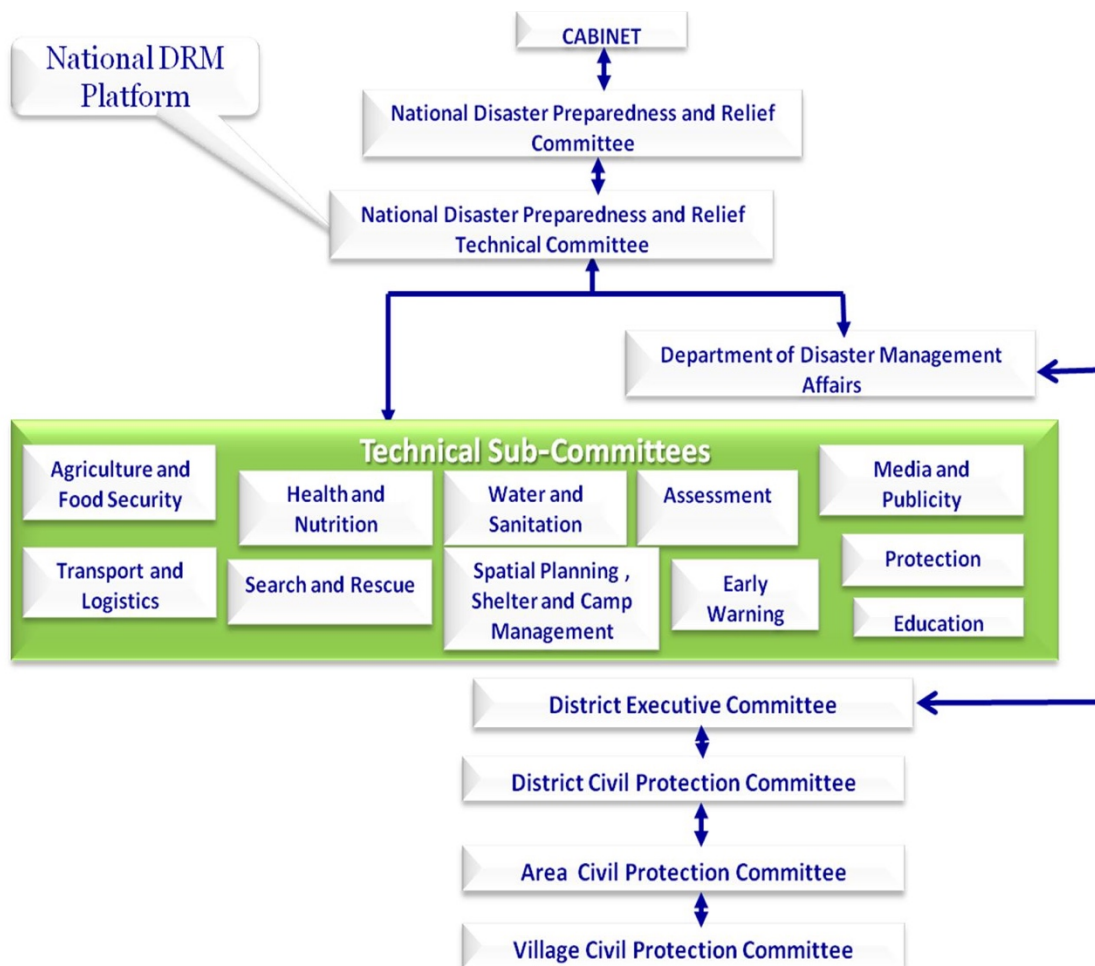 CABINET
National DRM
Platform
National Disaster Preparedness and Relief
Committee
National Disaster Preparedness and Relief
Technical Committee
Department of Disaster Management
Affairs
Technical Sub-Committees
Agriculture and
Food Security
Health and
Nutrition
Water and
Sanitation
Assessment
Media and
Publicity
Transport and
Logistics
Search and Rescue
Spatial Planning ,
Shelter and Camp
Management
Early
Warning
Protection
Education
District Executive Committee
District Civil Protection Committee
Area Civil Protection Committee
Village Civil Protection Committee